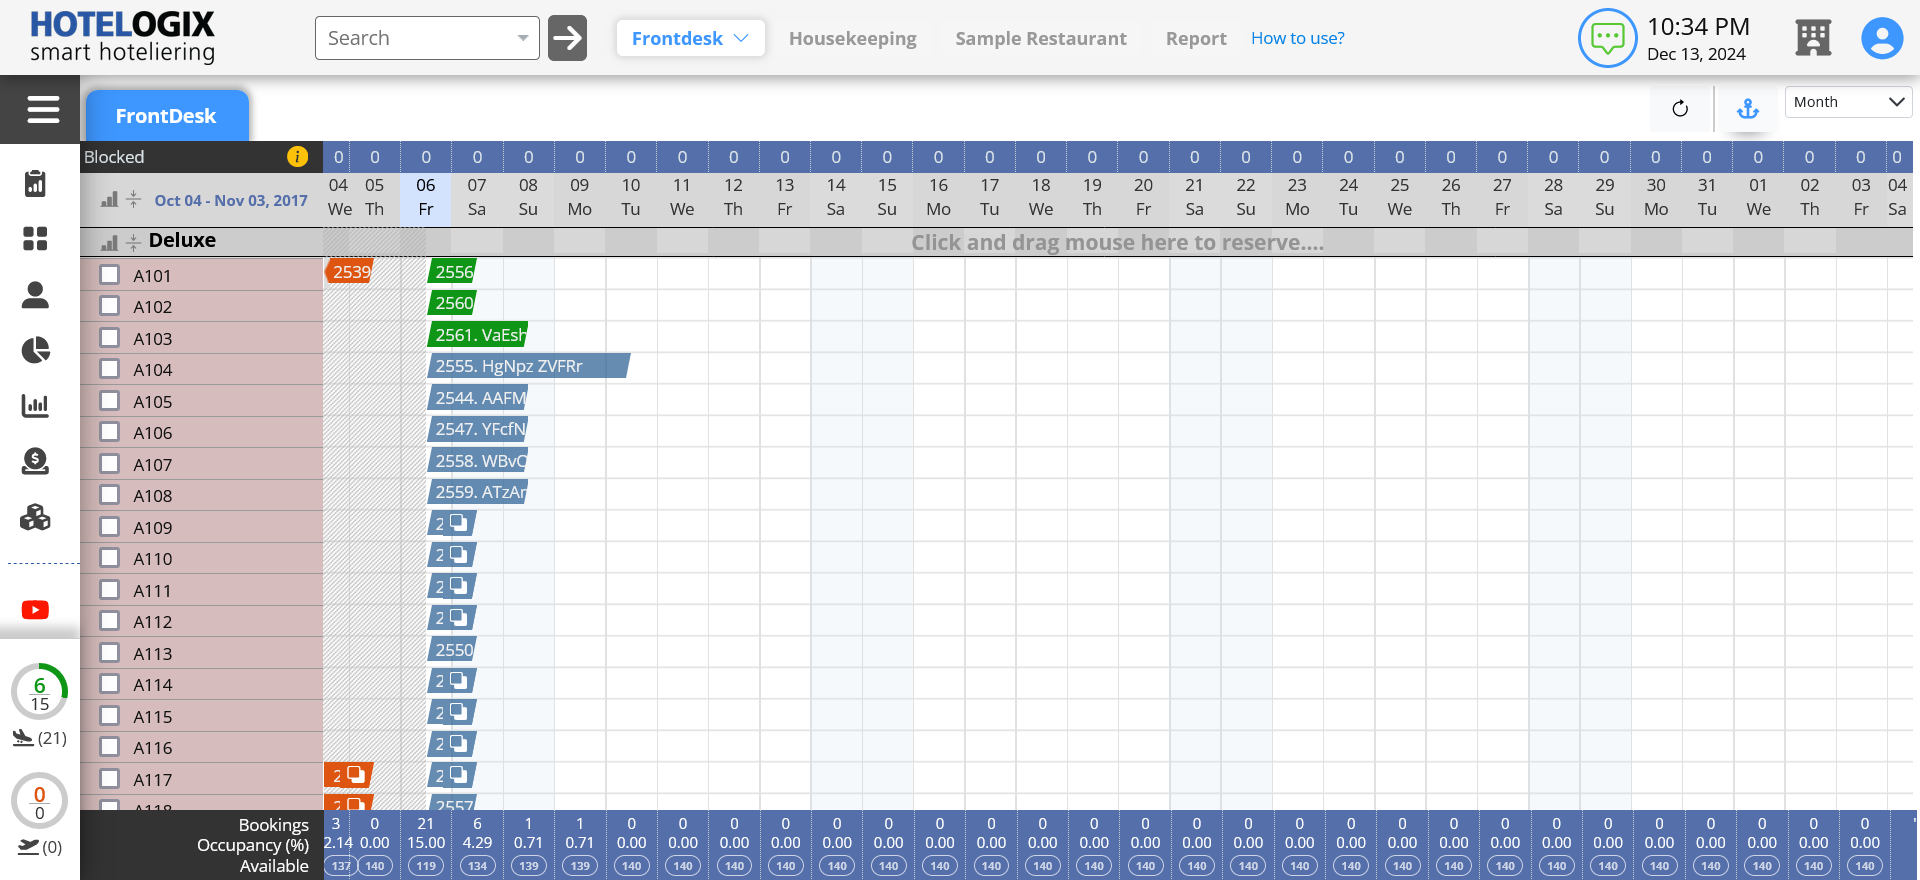 HOTELOGIX
smart hoteliering
Search
Frontdesk
Housekeeping
Sample Restaurant
Report
How to use?
10:34 PM
Dec 13, 2024
FrontDesk
Month
Blocked i 0 0 0 0 0 0 0 0 0 0 0 0 0 0 0 0 0 0 0 0 0 0 0 0 0 0 0 0 0 0 0
04 05 06 07 08 09 10 11 12 13 14 15 16 17 18 19 20 21 22 23 24 25 26 27 28 29 30 31 01 02 03 04
Oct 04 - Nov 03, 2017
We Th Fr Sa Su Mo Tu We Th Fr Sa Su Mo Tu We Th Fr Sa Su Mo Tu We Th Fr Sa Su Mo Tu We Th Fr Sa
Deluxe
Click and drag mouse here to reserve....
A101 2539 2556
A102 2560
A103 2561. VaEsh
A104 2555. HgNpz ZVFRr
A105 2544. AAFM
A106 2547. YFcfN
A107 2558. WBvC
A108 2559. ATzAr
A109 2
A110 2
A111 2
A112 2
A113 2550
A114 2
A115 2
A116 2
A117 2 2
A118 2 2557
6
15
(21)
0
0
(0)
Bookings 3 0 21 6 1 1 0 0 0 0 0 0 0 0 0 0 0 0 0 0 0 0 0 0 0 0 0 0 0 0 0
Occupancy (%) 2.14 0.00 15.00 4.29 0.71 0.71 0.00 0.00 0.00 0.00 0.00 0.00 0.00 0.00 0.00 0.00 0.00 0.00 0.00 0.00 0.00 0.00 0.00 0.00 0.00 0.00 0.00 0.00 0.00 0.00 0.00
Available 137 140 119 134 139 139 140 140 140 140 140 140 140 140 140 140 140 140 140 140 140 140 140 140 140 140 140 140 140 140 140